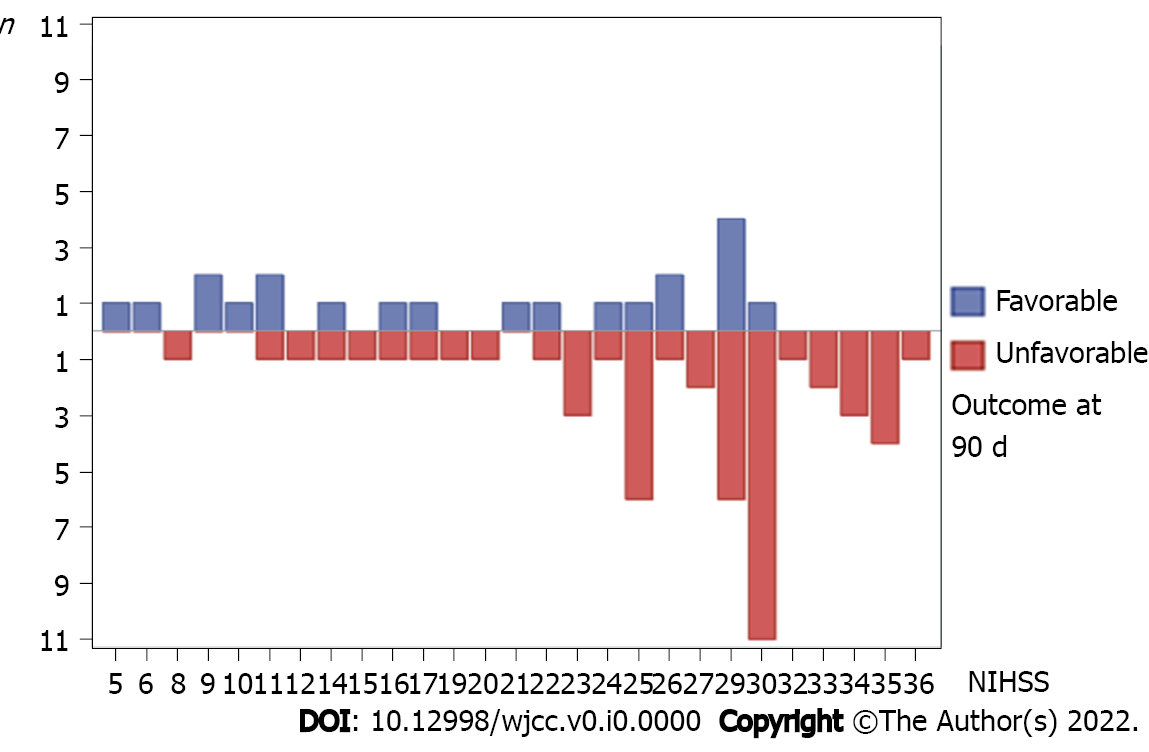 n
11
9
7
5
3
1
1
3
5
7
9
11
Favorable
Unfavorable
Outcome at
90 d
5 6 8 9 10 11 12 14 15 16 17 19 20 21 22 23 24 25 26 27 29 30 32 33 34 35 36 NIHSS
DOI: 10.12998/wjcc.v0.i0.0000 Copyright ©The Author(s) 2022.